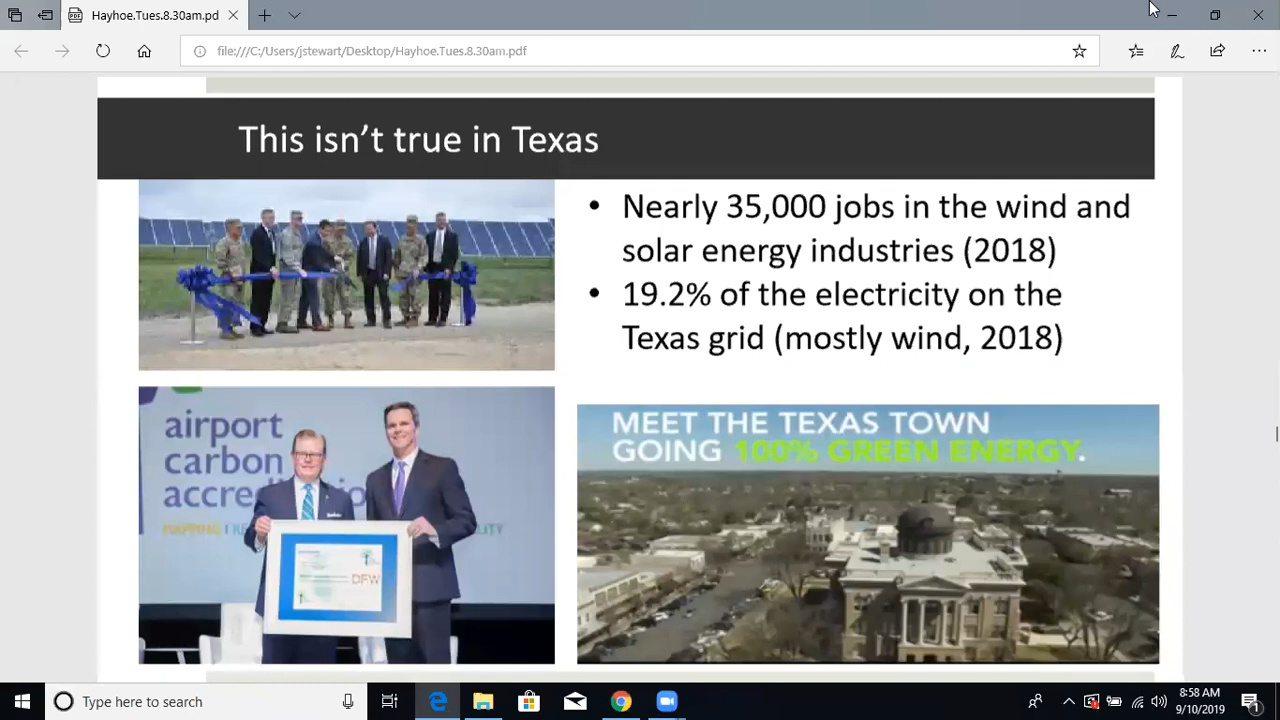 Hayhoe.Tues.8.30am.pd
file:///C:/Users/jstewart/Desktop/Hayhoe.Tues.8.30am.pdf
This isn't true in Texas
• Nearly 35,000 jobs in the wind and
solar energy industries (2018)
• 19.2% of the electricity on the
Texas grid (mostly wind, 2018)
airport
carbon
DFW
MEET THE TEXAS TOWN
GOING 100% GREEN ENERGY.
Type here to search
8:58 AM
9/10/2019